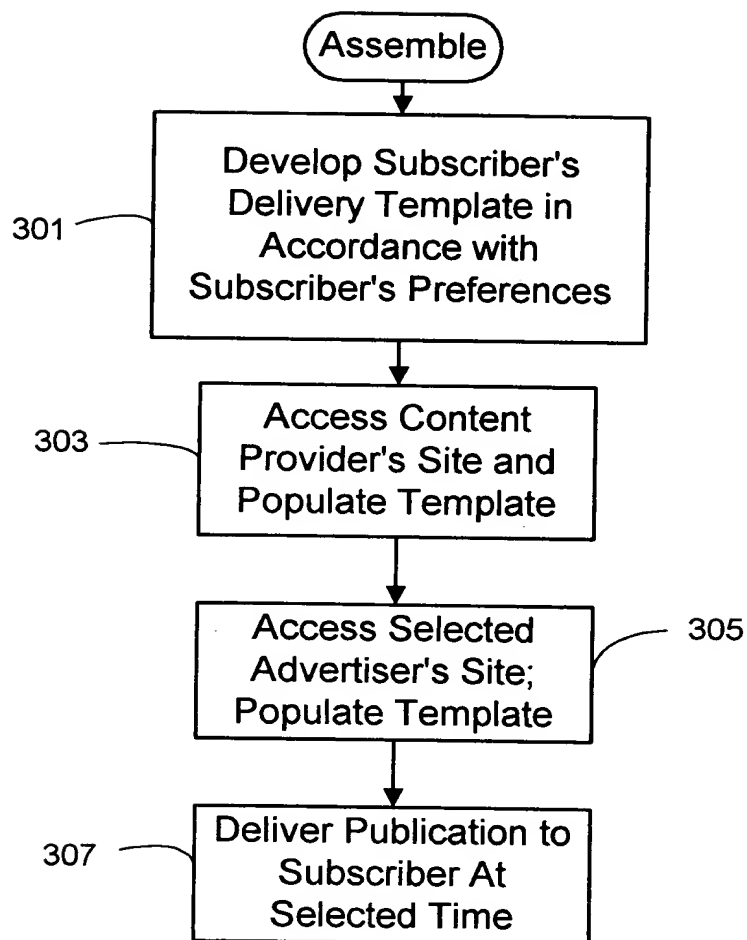 Assemble
Develop Subscriber's
Delivery Template in
Accordance with
Subscriber's Preferences
301
Access Content
Provider's Site and
Populate Template
303
Access Selected
Advertiser's Site;
Populate Template
305
Deliver Publication to
Subscriber At
Selected Time
307